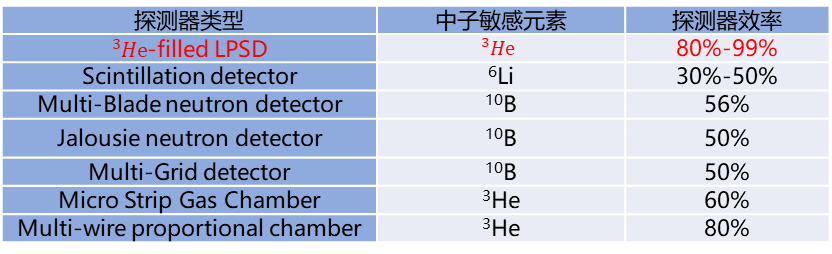 探测器类型 中子敏感元素 探测器效率
³He-filled LPSD ³He 80%-99%
Scintillation detector ⁶Li 30%-50%
Multi-Blade neutron detector ¹⁰B 56%
Jalousie neutron detector ¹⁰B 50%
Multi-Grid detector ¹⁰B 50%
Micro Strip Gas Chamber ³He 60%
Multi-wire proportional chamber ³He 80%